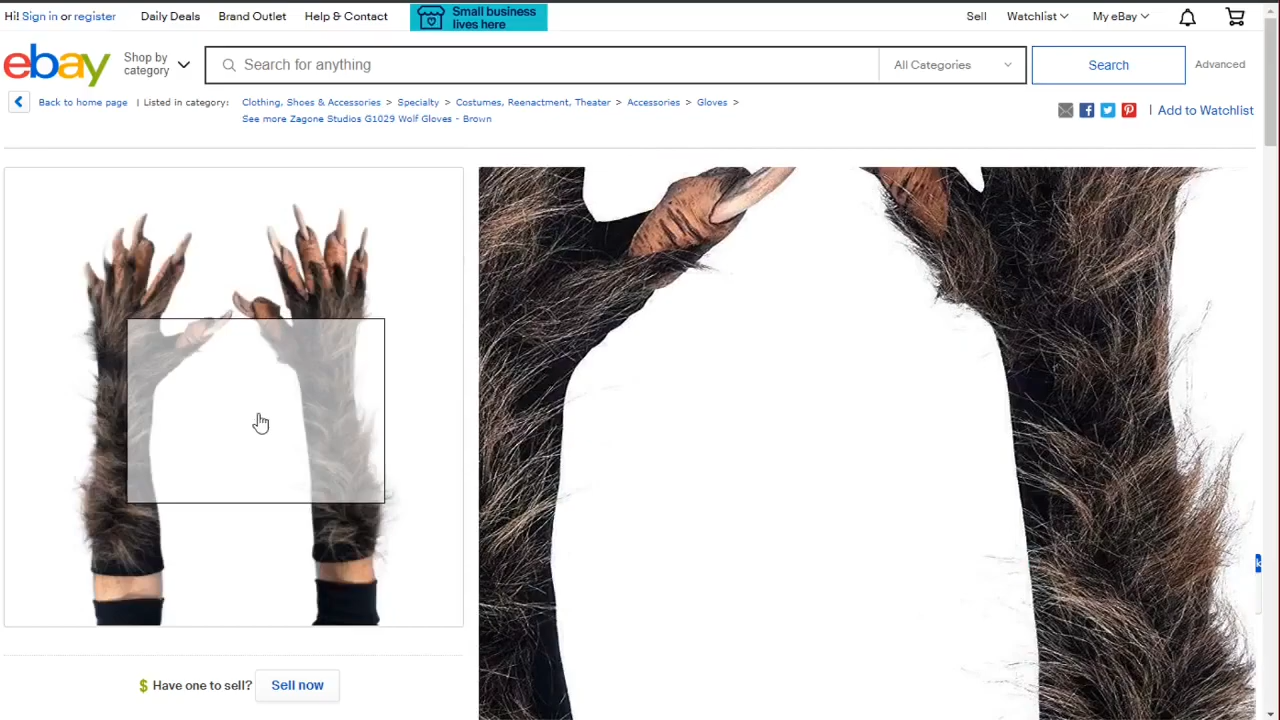 Hi! Sign in or register
Daily Deals
Brand Outlet
Help & Contact
Small business
lives here
Sell
Watchlist
My eBay
ebay
Shop by
category
Search for anything
All Categories
Search
Advanced
Back to home page
| Listed in category:
Clothing, Shoes & Accessories > Specialty > Costumes, Reenactment, Theater > Accessories > Gloves >
See more Zagone Studios G1029 Wolf Gloves - Brown
| Add to Watchlist
$ Have one to sell?
Sell now